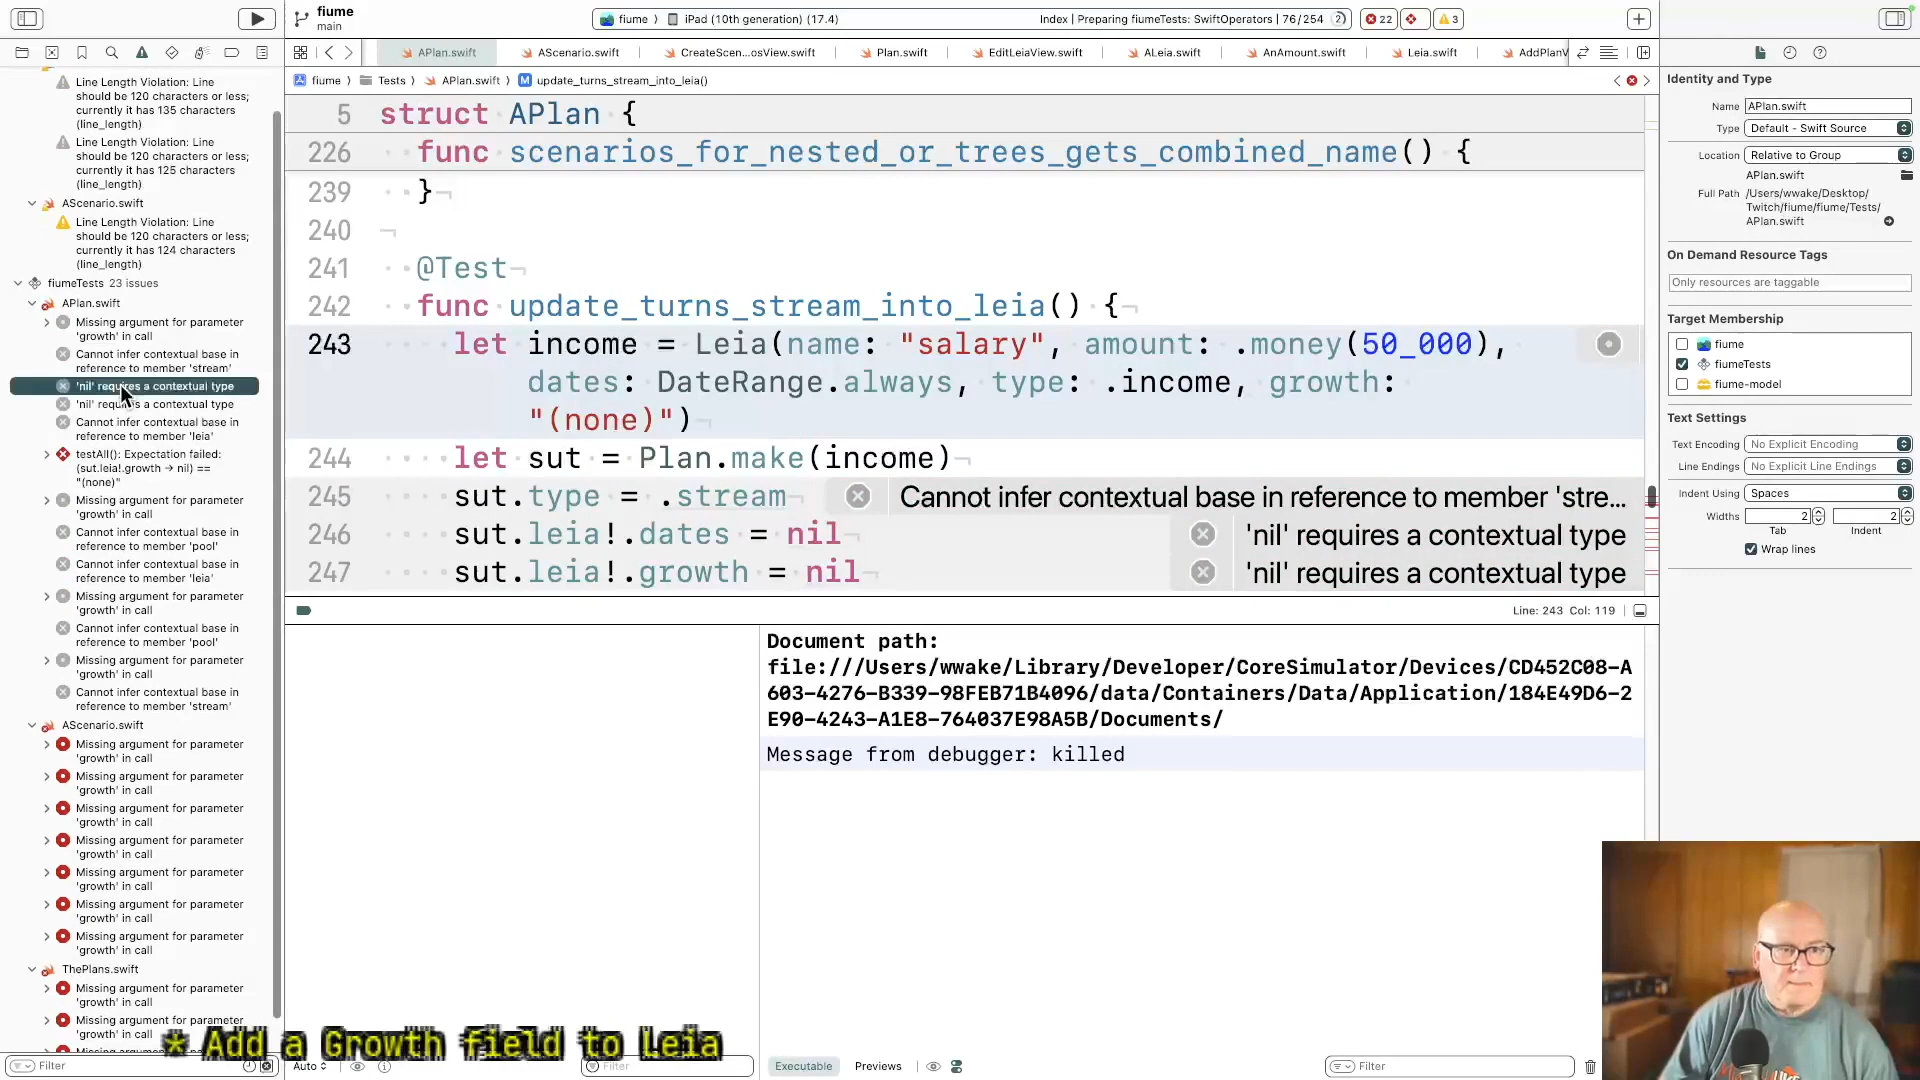 fiume
main
fiume
iPad (10th generation) (17.4)
Index | Preparing fiumeTests: SwiftOperators | 76/254
2
22
3
APlan.swift
AScenario.swift
CreateScen...osView.swift
Plan.swift
EditLeiaView.swift
ALeia.swift
AnAmount.swift
Leia.swift
AddPlanV
fiume
Tests
APlan.swift
M
update_turns_stream_into_leia()
Line Length Violation: Line
should be 120 characters or less;
currently it has 135 characters
(line_length)
Line Length Violation: Line
should be 120 characters or less;
currently it has 125 characters
(line_length)
AScenario.swift
Line Length Violation: Line
should be 120 characters or less;
currently it has 124 characters
(line_length)
fiumeTests 23 issues
APlan.swift
Missing argument for parameter
'growth' in call
Cannot infer contextual base in
reference to member 'stream'
'nil' requires a contextual type
'nil' requires a contextual type
Cannot infer contextual base in
reference to member 'leia'
testAll(): Expectation failed:
(sut.leia!.growth → nil) ==
"(none)"
Missing argument for parameter
'growth' in call
Cannot infer contextual base in
reference to member 'pool'
Cannot infer contextual base in
reference to member 'leia'
Missing argument for parameter
'growth' in call
Cannot infer contextual base in
reference to member 'pool'
Missing argument for parameter
'growth' in call
Cannot infer contextual base in
reference to member 'stream'
AScenario.swift
Missing argument for parameter
'growth' in call
Missing argument for parameter
'growth' in call
Missing argument for parameter
'growth' in call
Missing argument for parameter
'growth' in call
Missing argument for parameter
'growth' in call
Missing argument for parameter
'growth' in call
Missing argument for parameter
'growth' in call
ThePlans.swift
Missing argument for parameter
'growth' in call
Missing argument for parameter
'growth' in call
Filter
5 struct APlan {
226 func scenarios_for_nested_or_trees_gets_combined_name() {
239 }
240
241 @Test
242 func update_turns_stream_into_leia() {
243 let income = Leia(name: "salary", amount: .money(50_000),
dates: DateRange.always, type: .income, growth:
"(none)")
244 let sut = Plan.make(income)
245 sut.type = .stream Cannot infer contextual base in reference to member 'stre...
246 sut.leia!.dates = nil 'nil' requires a contextual type
247 sut.leia!.growth = nil 'nil' requires a contextual type
Line: 243 Col: 119
Document path:
file:///Users/wwake/Library/Developer/CoreSimulator/Devices/CD452C08-A
603-4276-B339-98FEB71B4096/data/Containers/Data/Application/184E49D6-2
E90-4243-A1E8-764037E98A5B/Documents/
Message from debugger: killed
* Add a Growth field to Leia
Auto
Filter
Executable
Previews
Filter
Identity and Type
Name APlan.swift
Type Default - Swift Source
Location Relative to Group
APlan.swift
Full Path /Users/wwake/Desktop/
Twitch/fiume/fiume/Tests/
APlan.swift
On Demand Resource Tags
Only resources are taggable
Target Membership
fiume
fiumeTests
fiume-model
Text Settings
Text Encoding No Explicit Encoding
Line Endings No Explicit Line Endings
Indent Using Spaces
Widths 2 2
Tab Indent
Wrap lines